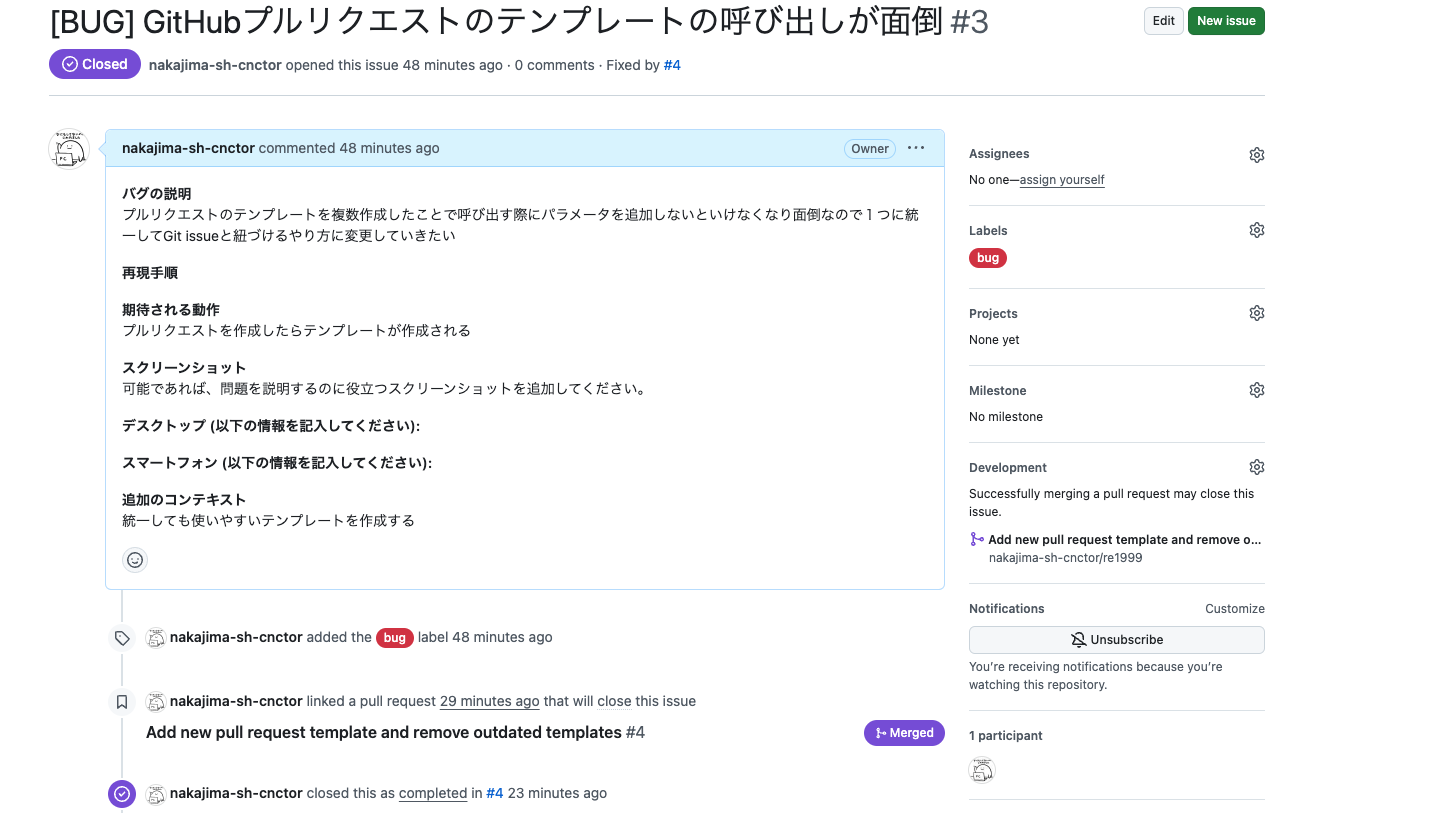 [BUG] GitHubプルリクエストのテンプレートの呼び出しが面倒 #3
Edit
New issue
Closed
nakajima-sh-cnctor opened this issue 48 minutes ago · 0 comments · Fixed by #4
nakajima-sh-cnctor commented 48 minutes ago
Owner
バグの説明
プルリクエストのテンプレートを複数作成したことで呼び出す際にパラメータを追加しないといけなくなり面倒なので１つに統
一してGit issueと紐づけるやり方に変更していきたい
再現手順
期待される動作
プルリクエストを作成したらテンプレートが作成される
スクリーンショット
可能であれば、問題を説明するのに役立つスクリーンショットを追加してください。
デスクトップ (以下の情報を記入してください):
スマートフォン (以下の情報を記入してください):
追加のコンテキスト
統一しても使いやすいテンプレートを作成する
nakajima-sh-cnctor added the bug label 48 minutes ago
nakajima-sh-cnctor linked a pull request 29 minutes ago that will close this issue
Add new pull request template and remove outdated templates #4
Merged
nakajima-sh-cnctor closed this as completed in #4 23 minutes ago
Assignees
No one—assign yourself
Labels
bug
Projects
None yet
Milestone
No milestone
Development
Successfully merging a pull request may close this
issue.
Add new pull request template and remove o...
nakajima-sh-cnctor/re1999
Notifications
Customize
Unsubscribe
You’re receiving notifications because you’re
watching this repository.
1 participant